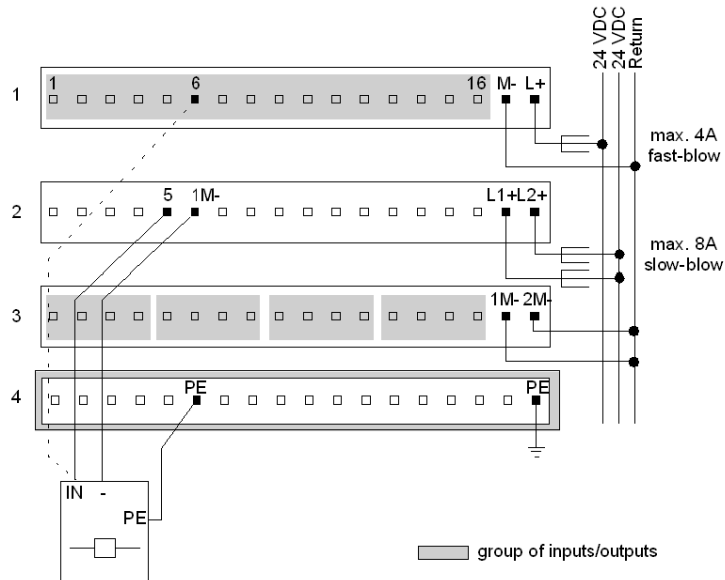 24 VDC
24 VDC
Return
1
1 6 16 M- L+
max. 4A
fast-blow
2
5 1M- L1+ L2+
max. 8A
slow-blow
3
1M- 2M-
4
PE PE
IN -
PE
group of inputs/outputs